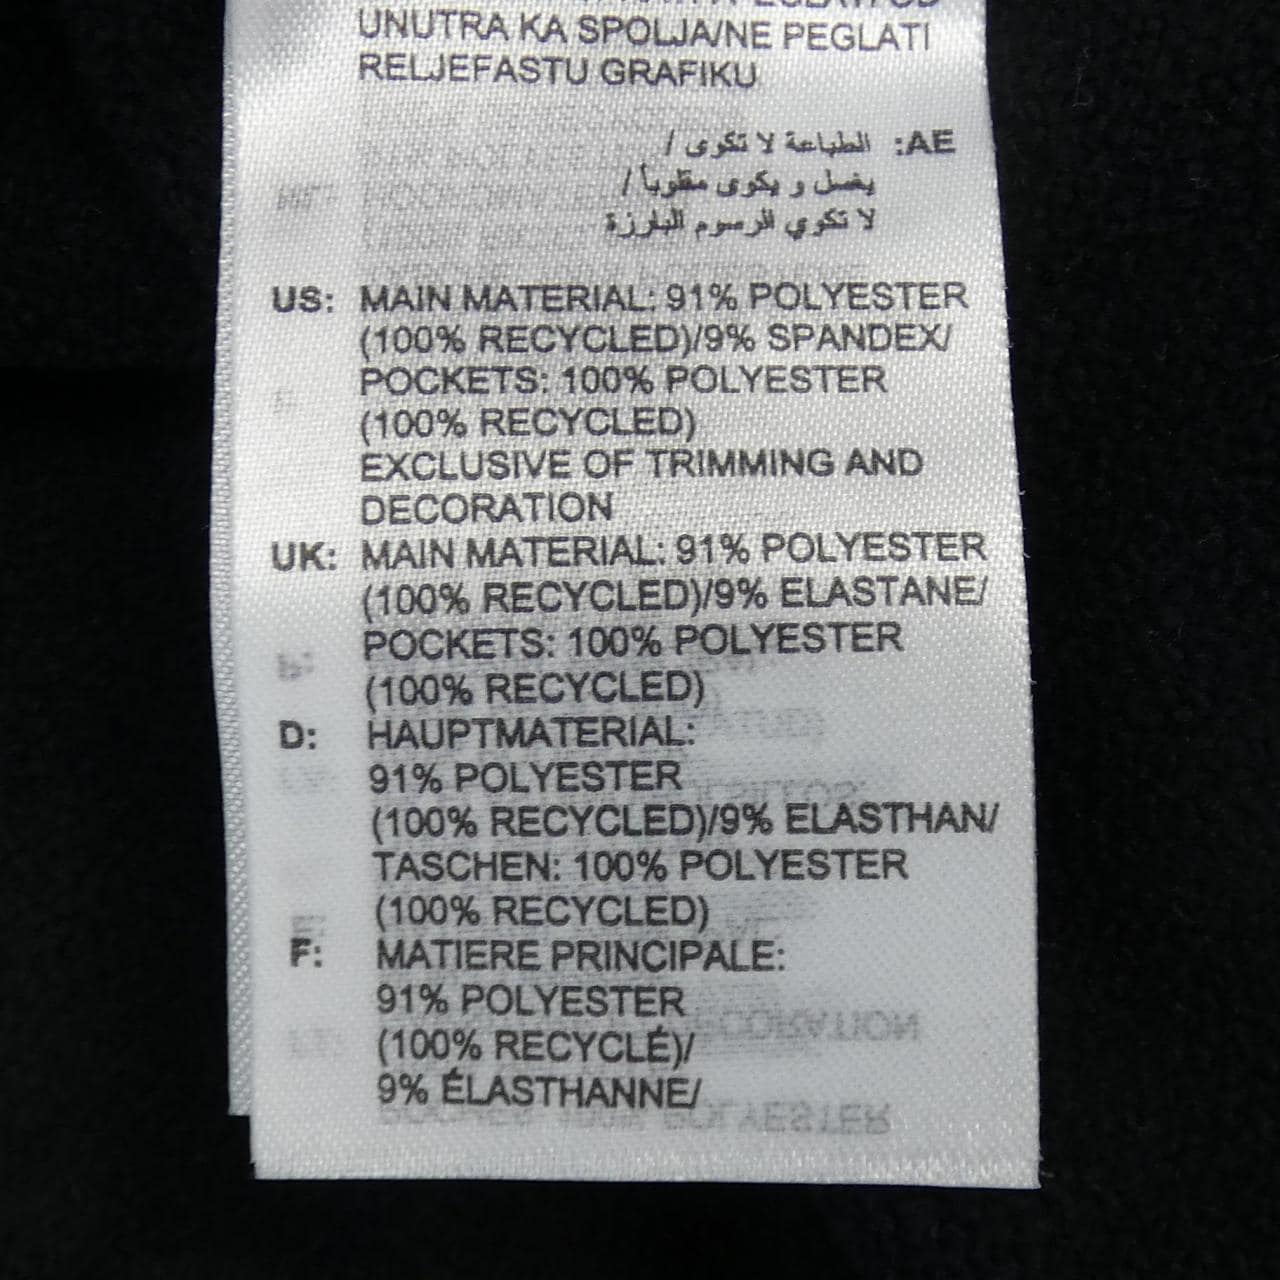 UNUTRA KA SPOLJA/NE PEGLATI
RELJEFASTU GRAFIKU
AE: الطباعة لا تكوى /
يغسل و يكوى مقلوباً /
لا تكوي الرسوم البارزة
US: MAIN MATERIAL: 91% POLYESTER
(100% RECYCLED)/9% SPANDEX/
POCKETS: 100% POLYESTER
(100% RECYCLED)
EXCLUSIVE OF TRIMMING AND
DECORATION
UK: MAIN MATERIAL: 91% POLYESTER
(100% RECYCLED)/9% ELASTANE/
POCKETS: 100% POLYESTER
(100% RECYCLED)
D: HAUPTMATERIAL:
91% POLYESTER
(100% RECYCLED)/9% ELASTHAN/
TASCHEN: 100% POLYESTER
(100% RECYCLED)
F: MATIERE PRINCIPALE:
91% POLYESTER
(100% RECYCLÉ)/
9% ÉLASTHANNE/